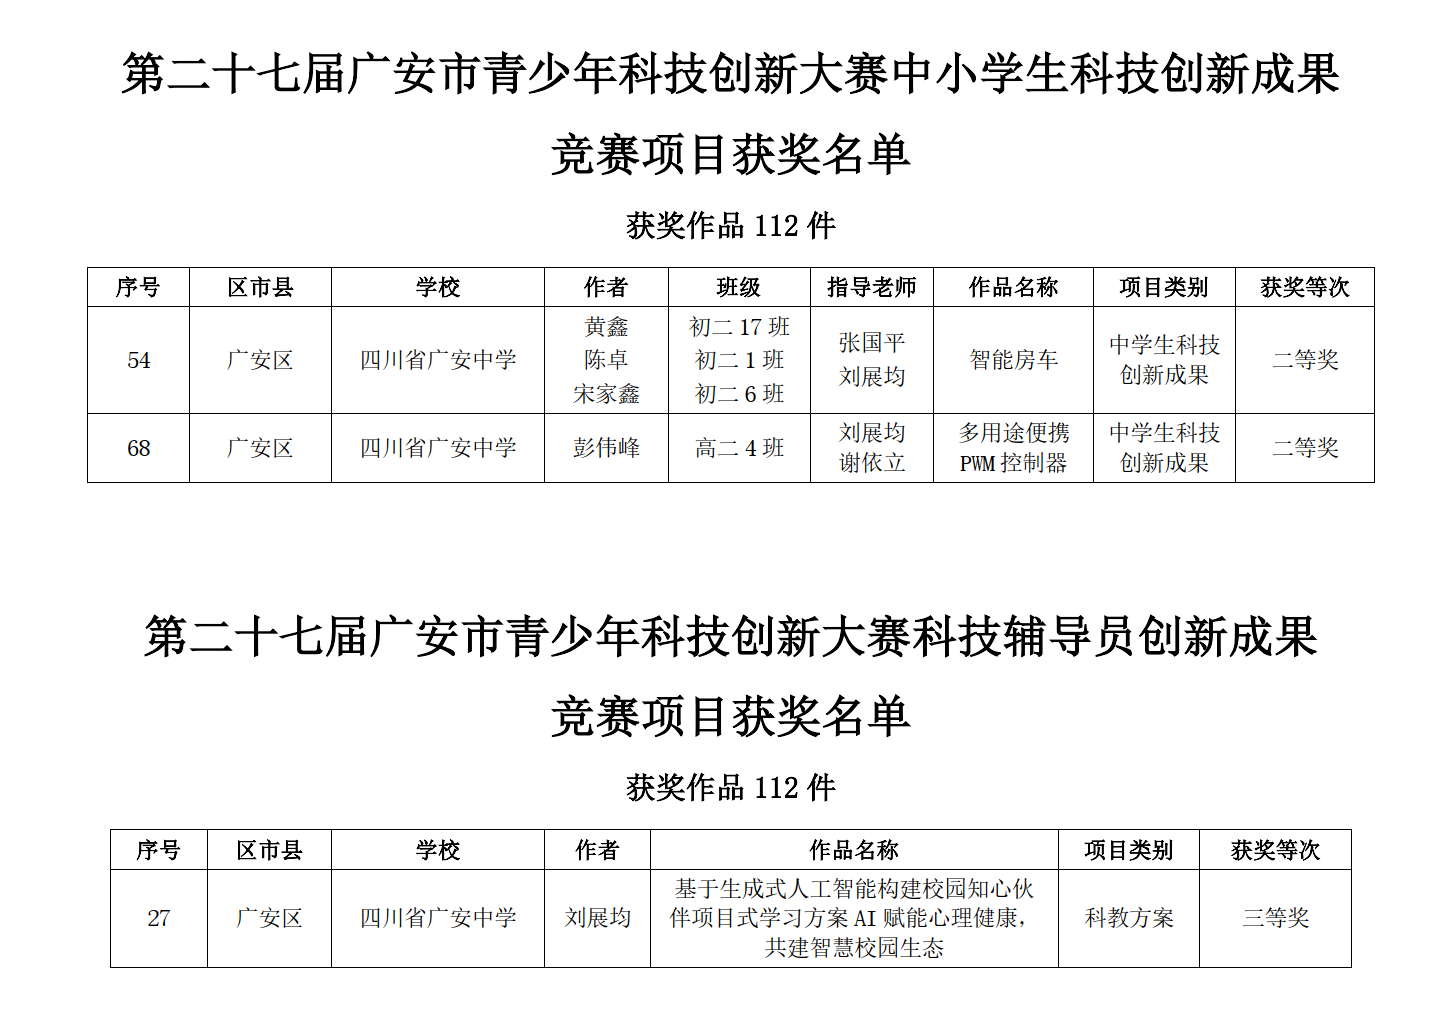 第二十七届广安市青少年科技创新大赛中小学生科技创新成果
竞赛项目获奖名单
获奖作品 112 件
序号 区市县 学校 作者 班级 指导老师 作品名称 项目类别 获奖等次
54 广安区 四川省广安中学 黄鑫 陈卓 宋家鑫 初二 17 班 初二 1 班 初二 6 班 张国平 刘展均 智能房车 中学生科技创新成果 二等奖
68 广安区 四川省广安中学 彭伟峰 高二 4 班 刘展均 谢依立 多用途便携 PWM 控制器 中学生科技创新成果 二等奖
第二十七届广安市青少年科技创新大赛科技辅导员创新成果
竞赛项目获奖名单
获奖作品 112 件
序号 区市县 学校 作者 作品名称 项目类别 获奖等次
27 广安区 四川省广安中学 刘展均 基于生成式人工智能构建校园知心伙伴项目式学习方案 AI 赋能心理健康，共建智慧校园生态 科教方案 三等奖